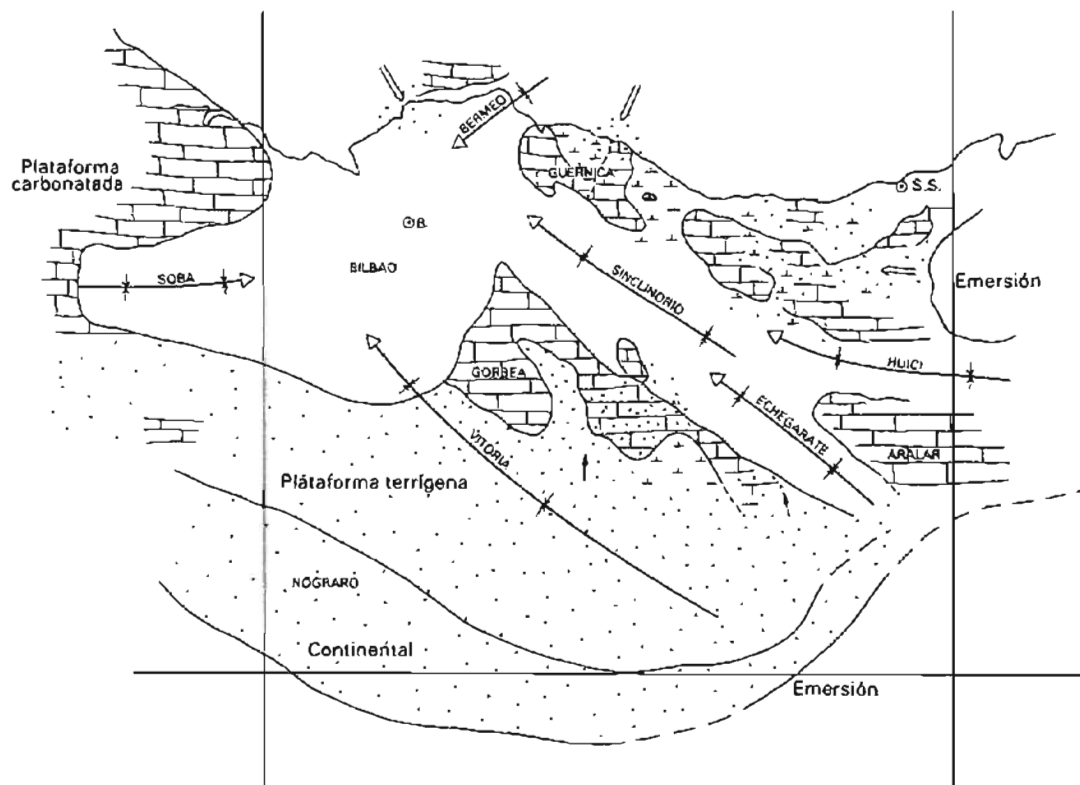 BERMEO
Plataforma
carbonatada
GUERNICA
S.S.
B.
BILBAO
SOBA
SINCLINORIO
Emersión
HUICI
GORBEA
ECHEGARATE
ARALAR
VITORIA
Plataforma terrígena
NOGRARO
Continental
Emersión